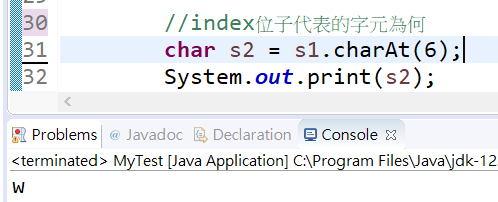 30 //index位子代表的字元為何
31 char s2 = s1.charAt(6);
32 System.out.print(s2);
Problems @ Javadoc Declaration Console
<terminated> MyTest [Java Application] C:\Program Files\Java\jdk-12
w